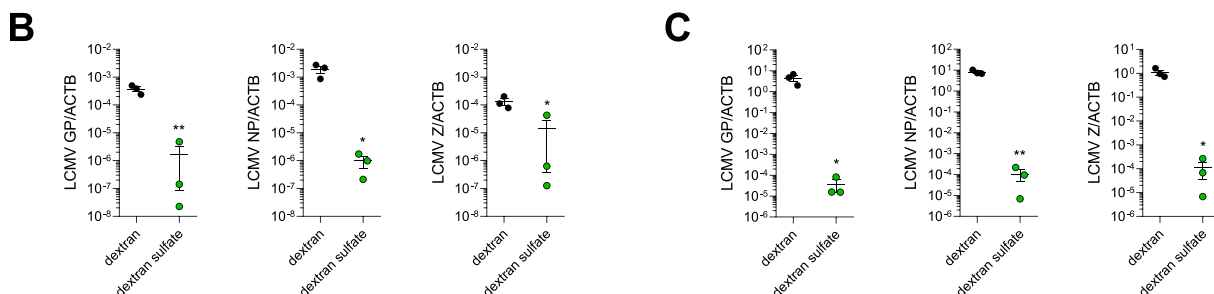 B
LCMV GP/ACTB
10-2
10-3
10-4
10-5
10-6
10-7
10-8
**
dextran
dextran sulfate
LCMV NP/ACTB
10-2
10-3
10-4
10-5
10-6
10-7
10-8
*
dextran
dextran sulfate
LCMV Z/ACTB
10-2
10-3
10-4
10-5
10-6
10-7
10-8
*
dextran
dextran sulfate
C
LCMV GP/ACTB
102
101
100
10-1
10-2
10-3
10-4
10-5
10-6
*
dextran
dextran sulfate
LCMV NP/ACTB
102
101
100
10-1
10-2
10-3
10-4
10-5
10-6
**
dextran
dextran sulfate
LCMV Z/ACTB
101
100
10-1
10-2
10-3
10-4
10-5
10-6
*
dextran
dextran sulfate